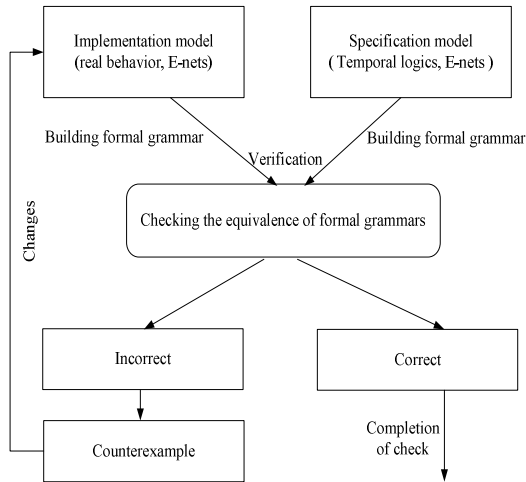 Implementation model
(real behavior, E-nets)
Specification model
( Temporal logics, E-nets )
Building formal grammar
Verification
Building formal grammar
Checking the equivalence of formal grammars
Changes
Incorrect
Correct
Counterexample
Completion
of check